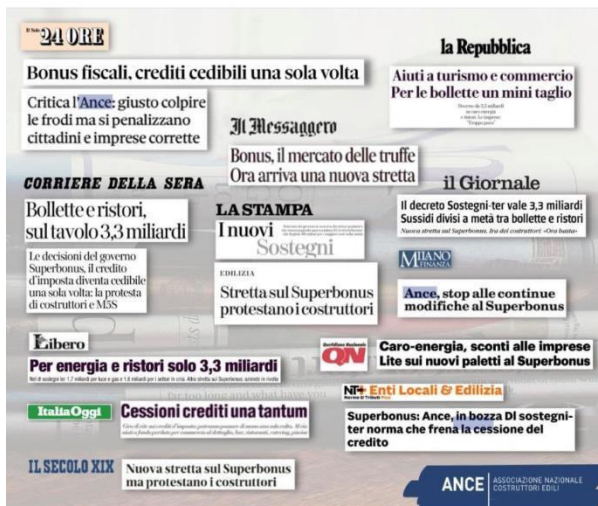 Il Sole
24 ORE
Bonus fiscali, crediti cedibili una sola volta
Critica l'Ance: giusto colpire
le frodi ma si penalizzano
cittadini e imprese corrette
la Repubblica
Aiuti a turismo e commercio
Per le bollette un mini taglio
Il Messaggero
Bonus, il mercato delle truffe
Ora arriva una nuova stretta
CORRIERE DELLA SERA
Bollette e ristori,
sul tavolo 3,3 miliardi
Le decisioni del governo
Superbonus, il credito
d'imposta diventa cedibile
una sola volta: la protesta
di costruttori e M5S
LA STAMPA
I nuovi
Sostegni
EDILIZIA
Stretta sul Superbonus
protestano i costruttori
il Giornale
Il decreto Sostegni-ter vale 3,3 miliardi
Sussidi divisi a metà tra bollette e ristori
Nuova stretta sul Superbonus. Ira dei costruttori: «Ora basta»
MILANO
FINANZA
Ance, stop alle continue
modifiche al Superbonus
Libero
Per energia e ristori solo 3,3 miliardi
Quotidiano Nazionale
QN
Caro-energia, sconti alle imprese
Lite sui nuovi paletti al Superbonus
ItaliaOggi
Cessioni crediti una tantum
NT+ Enti Locali & Edilizia
Superbonus: Ance, in bozza Dl sostegni-
ter norma che frena la cessione del
credito
IL SECOLO XIX
Nuova stretta sul Superbonus
ma protestano i costruttori
ANCE
ASSOCIAZIONE NAZIONALE
COSTRUTTORI EDILI